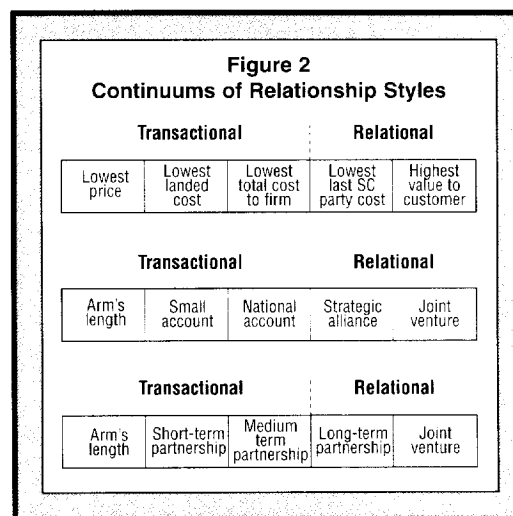 Figure 2
Continuums of Relationship Styles
Transactional Relational
Lowest price Lowest landed cost Lowest total cost to firm Lowest last SC party cost Highest value to customer
Transactional Relational
Arm's length Small account National account Strategic alliance Joint venture
Transactional Relational
Arm's length Short-term partnership Medium term partnership Long-term partnership Joint venture